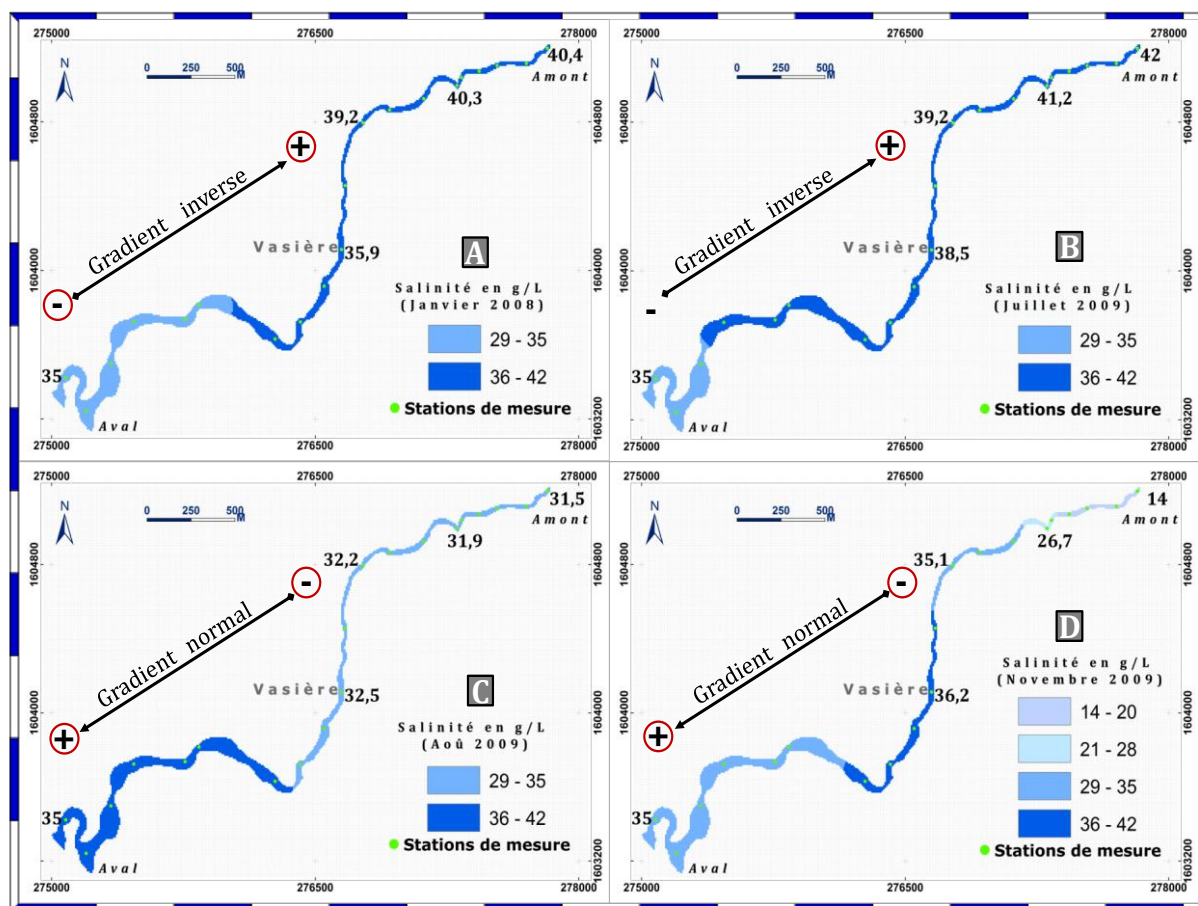 275000
276500
278000
N
0 250 500
M
40,4
Amont
40,3
39,2
1604800
+
Gradient inverse
-
Vasière
35,9
A
1604000
Salinité en g/L
(Janvier 2008)
29 - 35
36 - 42
35
Stations de mesure
Aval
1603200
275000
276500
278000
275000
276500
278000
N
0 250 500
M
42
Amont
41,2
39,2
1604800
+
Gradient inverse
-
Vasière
38,5
B
1604000
Salinité en g/L
(Juillet 2009)
29 - 35
36 - 42
35
Stations de mesure
Aval
1603200
275000
276500
278000
N
0 250 500
M
31,5
Amont
31,9
32,2
1604800
-
Gradient normal
+
Vasière
32,5
C
1604000
Salinité en g/L
(Aoû 2009)
29 - 35
36 - 42
35
Stations de mesure
Aval
1603200
275000
276500
278000
N
0 250 500
M
14
Amont
26,7
35,1
1604800
-
Gradient normal
+
Vasière
36,2
D
1604000
Salinité en g/L
(Novembre 2009)
14 - 20
21 - 28
29 - 35
36 - 42
35
Stations de mesure
Aval
1603200
275000
276500
278000